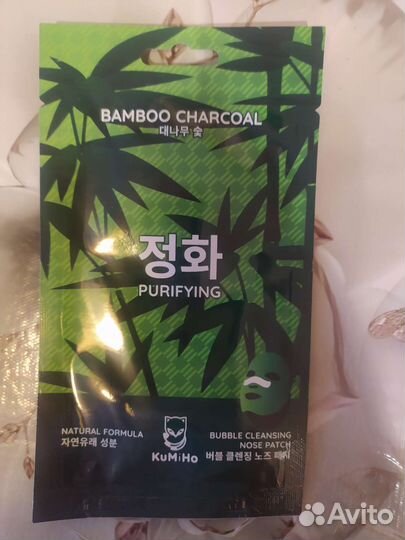 BAMBOO CHARCOAL
대나무 숯
정화
PURIFYING
NATURAL FORMULA
자연유래 성분
KuMiHo
BUBBLE CLEANSING
NOSE PATCH
버블 클렌징 노즈 패치
Avito